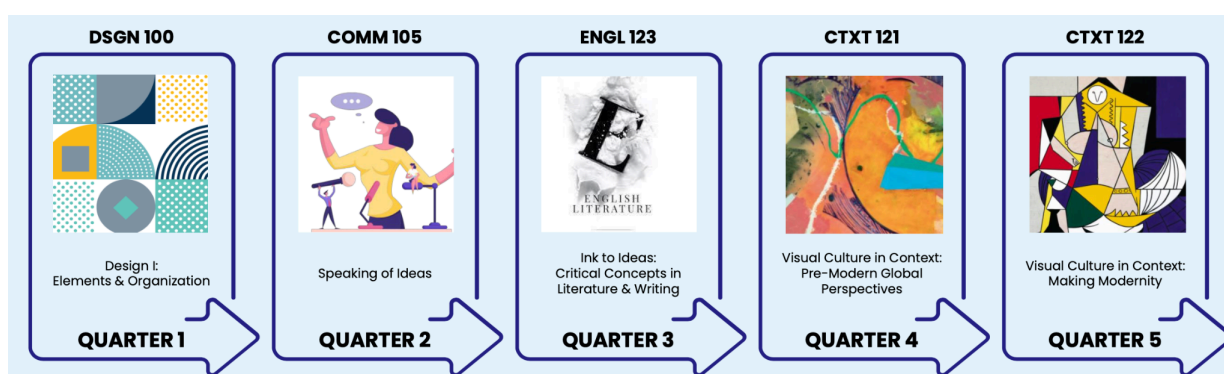 DSGN 100
Design I:
Elements & Organization
QUARTER 1
COMM 105
Speaking of Ideas
QUARTER 2
ENGL 123
E
ENGLISH
LITERATURE
Ink to Ideas:
Critical Concepts in
Literature & Writing
QUARTER 3
CTXT 121
Visual Culture in Context:
Pre-Modern Global
Perspectives
QUARTER 4
CTXT 122
Visual Culture in Context:
Making Modernity
QUARTER 5